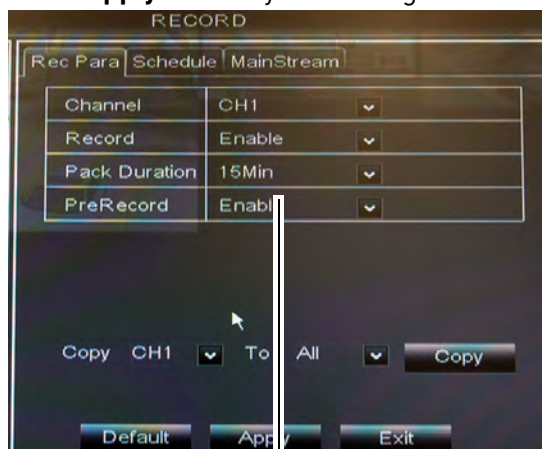 RECORD
Rec Para Schedule MainStream
Channel CH1
Record Enable
Pack Duration 15Min
PreRecord Enabl
Copy CH1 To All Copy
Default Apply Exit